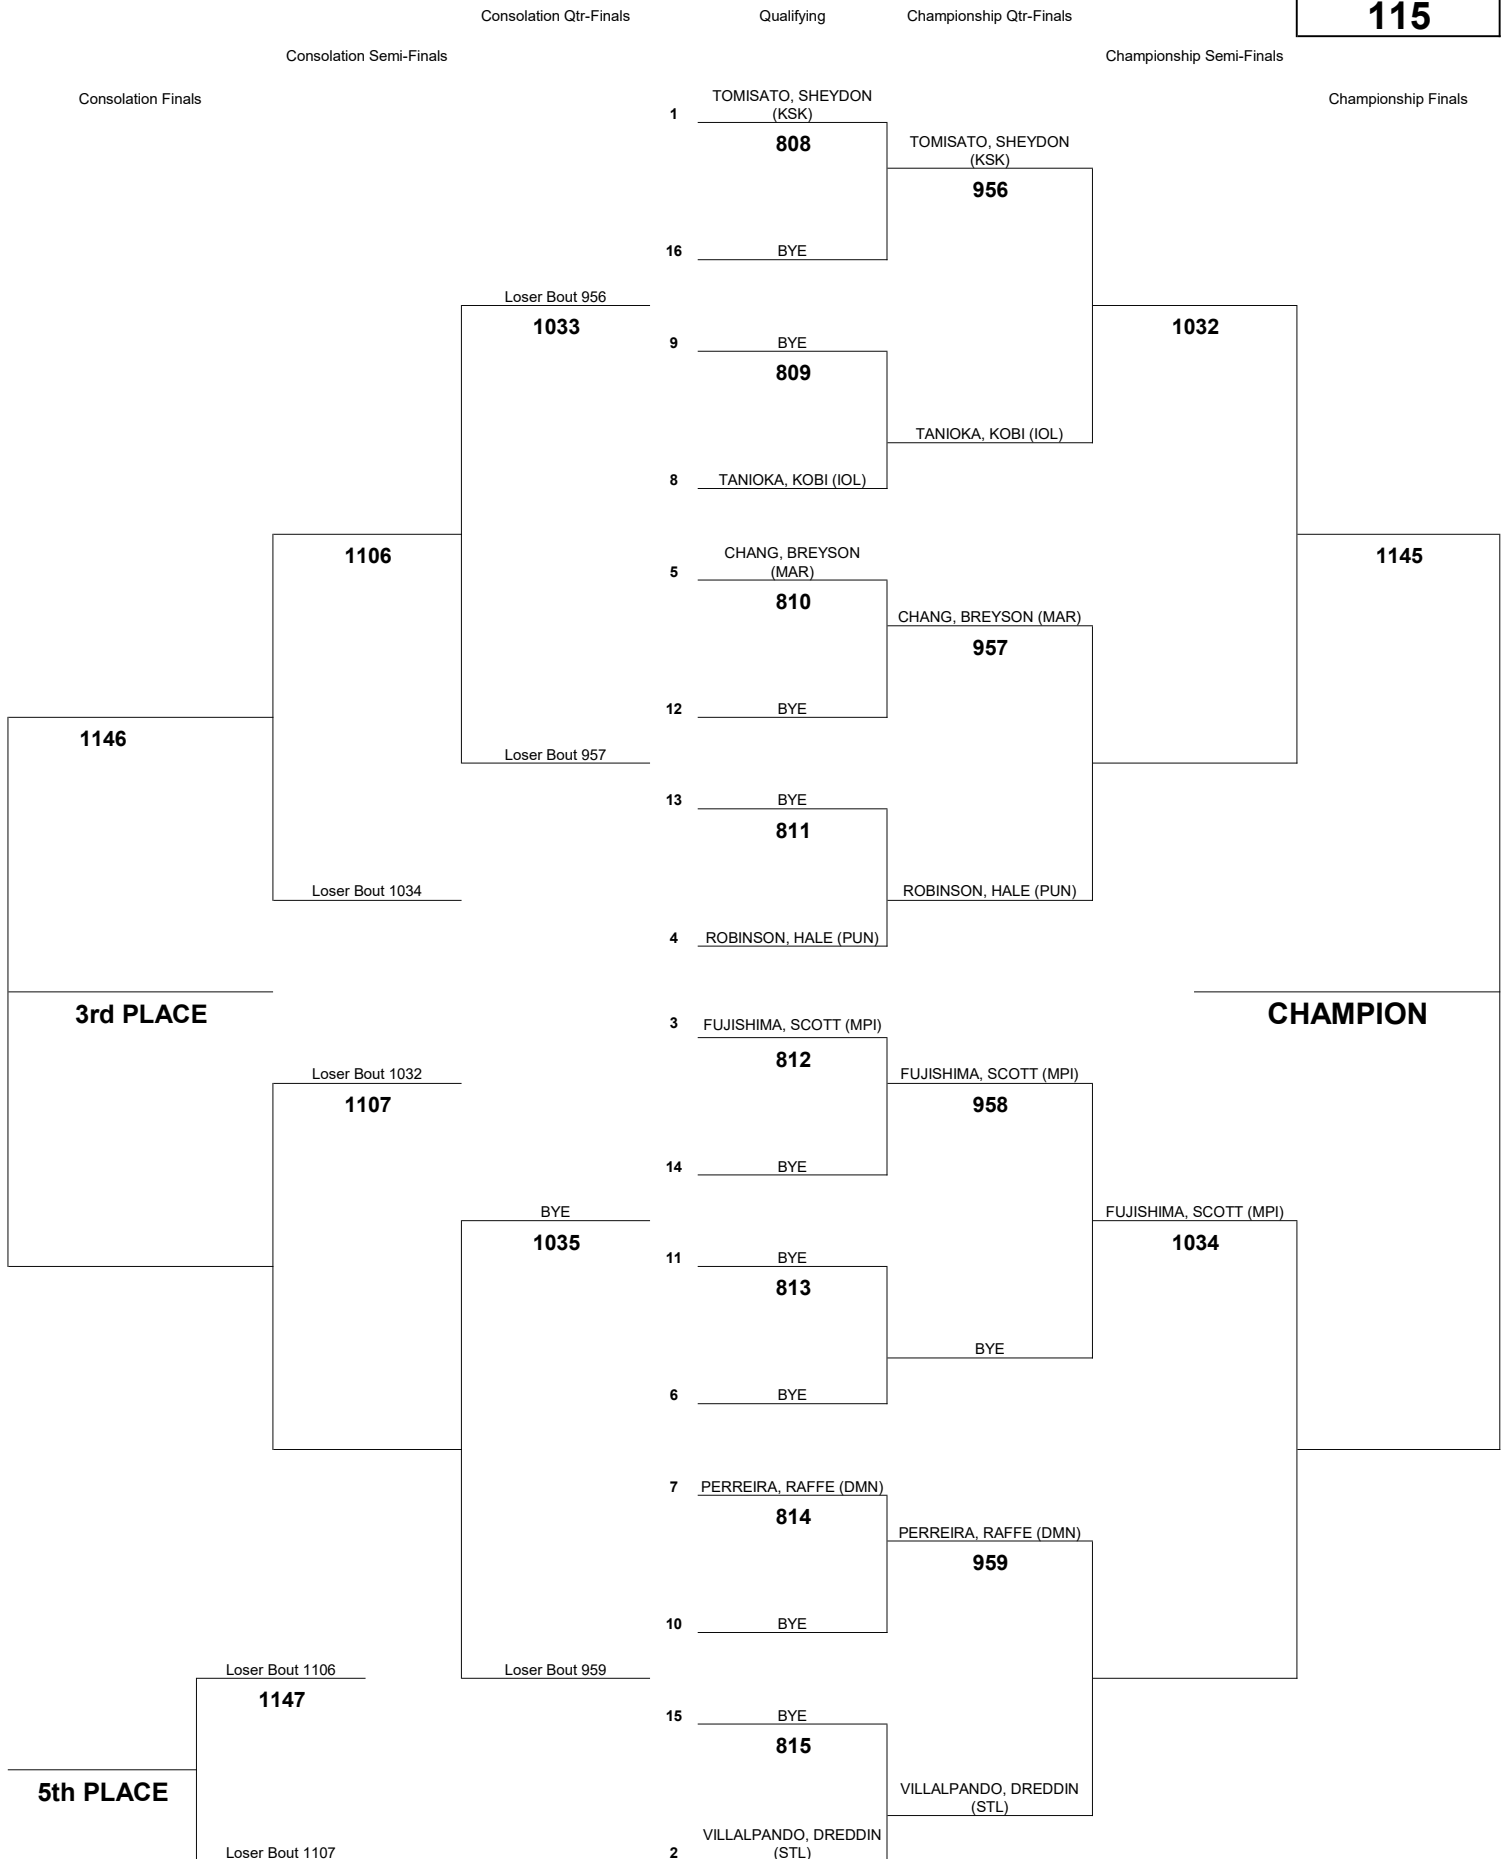 Consolation Qtr-Finals
Qualifying
Championship Qtr-Finals
115
Consolation Semi-Finals
Championship Semi-Finals
Consolation Finals
Championship Finals
TOMISATO, SHEYDON
(KSK)
1
808
TOMISATO, SHEYDON
(KSK)
956
16
BYE
Loser Bout 956
1033
1032
9
BYE
809
TANIOKA, KOBI (IOL)
8
TANIOKA, KOBI (IOL)
1106
1145
CHANG, BREYSON
(MAR)
5
810
CHANG, BREYSON (MAR)
957
12
BYE
1146
Loser Bout 957
13
BYE
811
Loser Bout 1034
ROBINSON, HALE (PUN)
4
ROBINSON, HALE (PUN)
3rd PLACE
CHAMPION
3
FUJISHIMA, SCOTT (MPI)
812
Loser Bout 1032
1107
FUJISHIMA, SCOTT (MPI)
958
14
BYE
BYE
1035
FUJISHIMA, SCOTT (MPI)
1034
11
BYE
813
BYE
6
BYE
7
PERREIRA, RAFFE (DMN)
814
PERREIRA, RAFFE (DMN)
959
10
BYE
Loser Bout 1106
1147
Loser Bout 959
15
BYE
815
5th PLACE
VILLALPANDO, DREDDIN
(STL)
VILLALPANDO, DREDDIN
(STL)
2
Loser Bout 1107